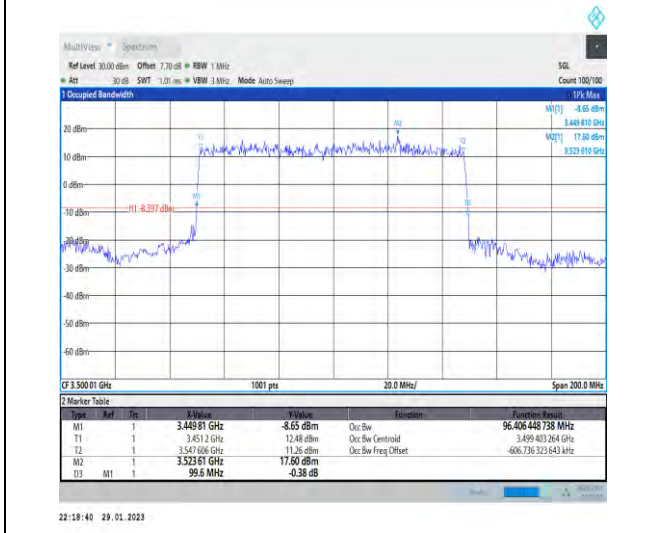 MultiView Spectrum
Ref Level 30.00 dBm Offset 7.70 dB RBW 1 MHz SGL
Att 30 dB SWT 1.01 ms VBW 3 MHz Mode Auto Sweep Count 100/100
1 Occupied Bandwidth 1Pk Max
M1[1] -8.65 dBm
3.449 810 GHz
M2[1] 17.60 dBm
3.523 610 GHz
20 dBm
M2
T1 T2
10 dBm
0 dBm
M1
-10 dBm H1 -8.397 dBm
-20 dBm
-30 dBm
-40 dBm
-50 dBm
-60 dBm
CF 3.500 01 GHz 1001 pts 20.0 MHz/ Span 200.0 MHz
2 Marker Table
Type Ref Trc X-Value Y-Value Function Function Result
M1 1 3.449 81 GHz -8.65 dBm Occ Bw 96.406 448 738 MHz
T1 1 3.451 2 GHz 12.48 dBm Occ Bw Centroid 3.499 403 264 GHz
T2 1 3.547 606 GHz 11.26 dBm Occ Bw Freq Offset -606.736 323 643 kHz
M2 1 3.523 61 GHz 17.60 dBm
D3 M1 1 99.6 MHz -0.38 dB
22:18:40 29.01.2023